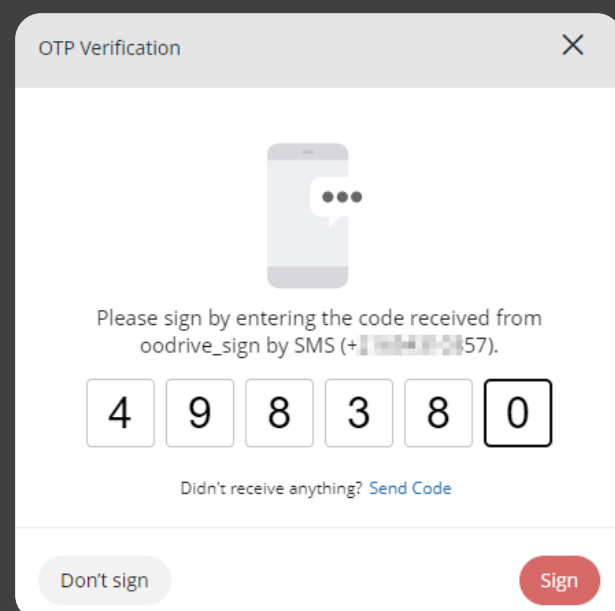 OTP Verification
Please sign by entering the code received from
oodrive_sign by SMS (+57).
4 9 8 3 8 0
Didn't receive anything? Send Code
Don't sign
Sign